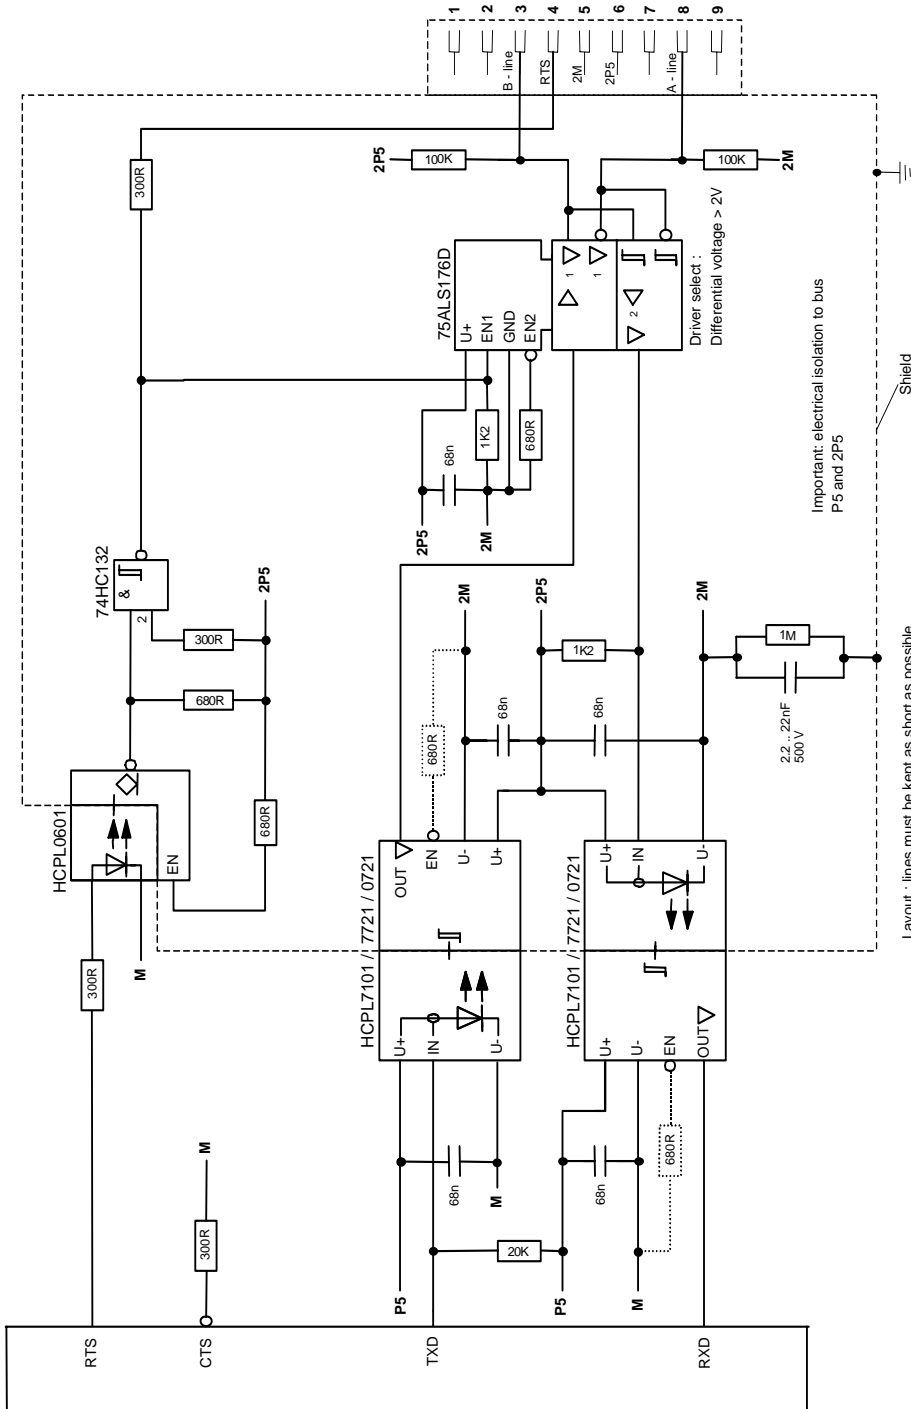 1
2
3
4
5
6
7
8
9
B - line
RTS
2M
2P5
A - line
300R
2P5
100K
100K
2M
75ALS176D
U+
EN1
GND
EN2
1
1
2
Driver select :
Differential voltage > 2V
1K2
680R
68n
2P5
2M
Important: electrical isolation to bus
P5 and 2P5
Shield
74HC132
&
2
300R
2P5
680R
680R
HCPL0601
EN
300R
M
2M
2P5
2M
680R
68n
1K2
68n
1M
2.2 .. 22nF
500 V
Layout : lines must be kept as short as possible
HCPL7101 / 7721 / 0721
OUT
EN
U-
U+
U+
IN
U-
HCPL7101 / 7721 / 0721
U+
IN
U-
U+
U-
EN
OUT
M
300R
68n
M
68n
680R
20K
P5
P5
M
RTS
CTS
TXD
RXD